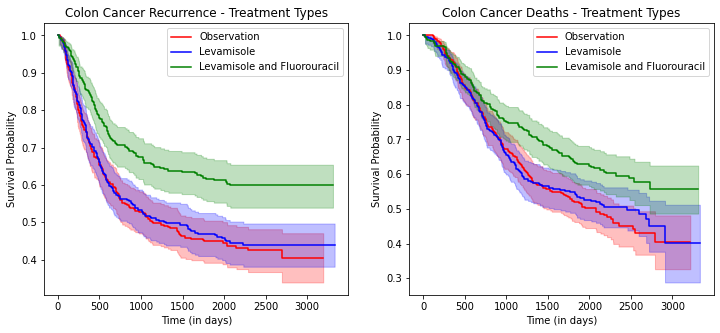 Colon Cancer Recurrence - Treatment Types
Observation
Levamisole
Levamisole and Fluorouracil
Survival Probability
1.0
0.9
0.8
0.7
0.6
0.5
0.4
0 500 1000 1500 2000 2500 3000
Time (in days)
Colon Cancer Deaths - Treatment Types
Observation
Levamisole
Levamisole and Fluorouracil
Survival Probability
1.0
0.9
0.8
0.7
0.6
0.5
0.4
0.3
0 500 1000 1500 2000 2500 3000
Time (in days)